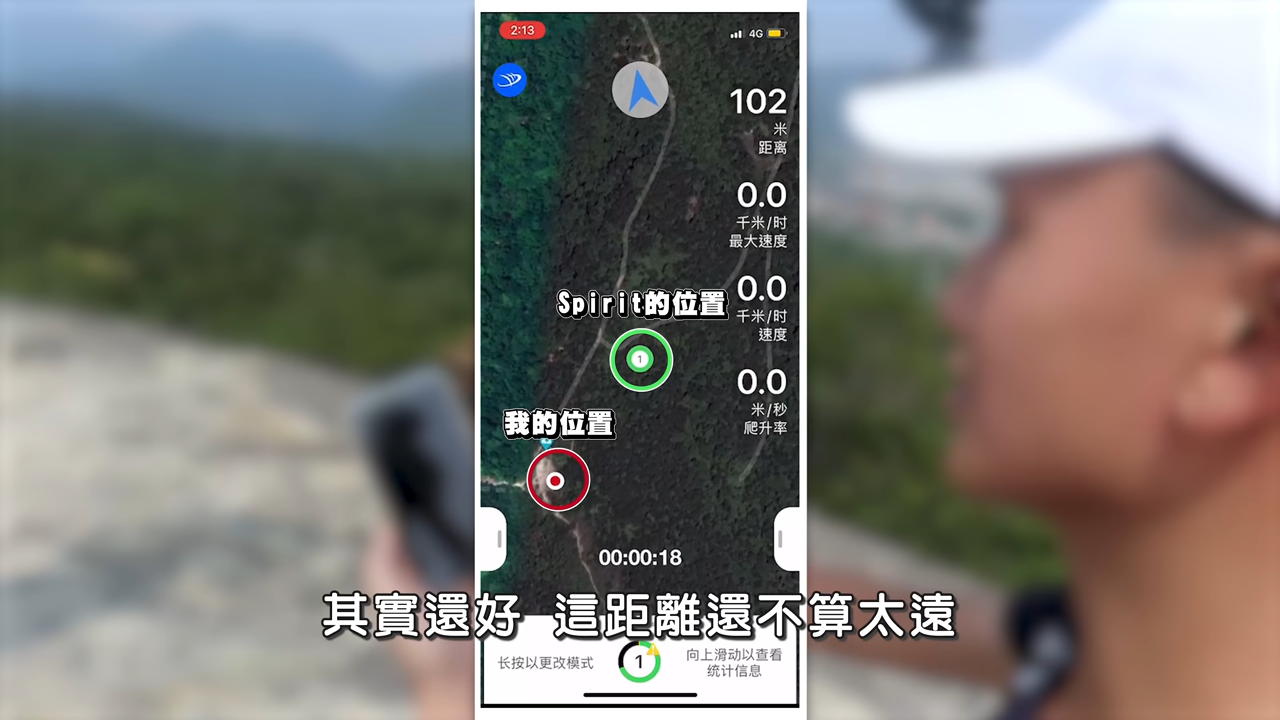 2:13
4G
102
米
距离
0.0
千米/时
最大速度
Spirit的位置
0.0
千米/时
速度
1
0.0
米/秒
爬升率
我的位置
00:00:18
其實還好 這距離還不算太遠
长按以更改模式
1
向上滑动以查看
统计信息